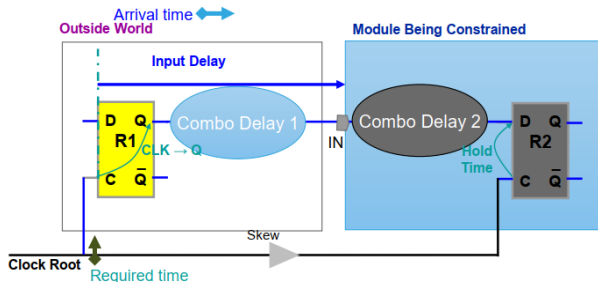 Arrival time
Outside World
Module Being Constrained
Input Delay
D Q
R1
C Q̅
CLK → Q
Combo Delay 1
IN
Combo Delay 2
D Q
R2
C Q̅
Hold
Time
Skew
Clock Root
Required time